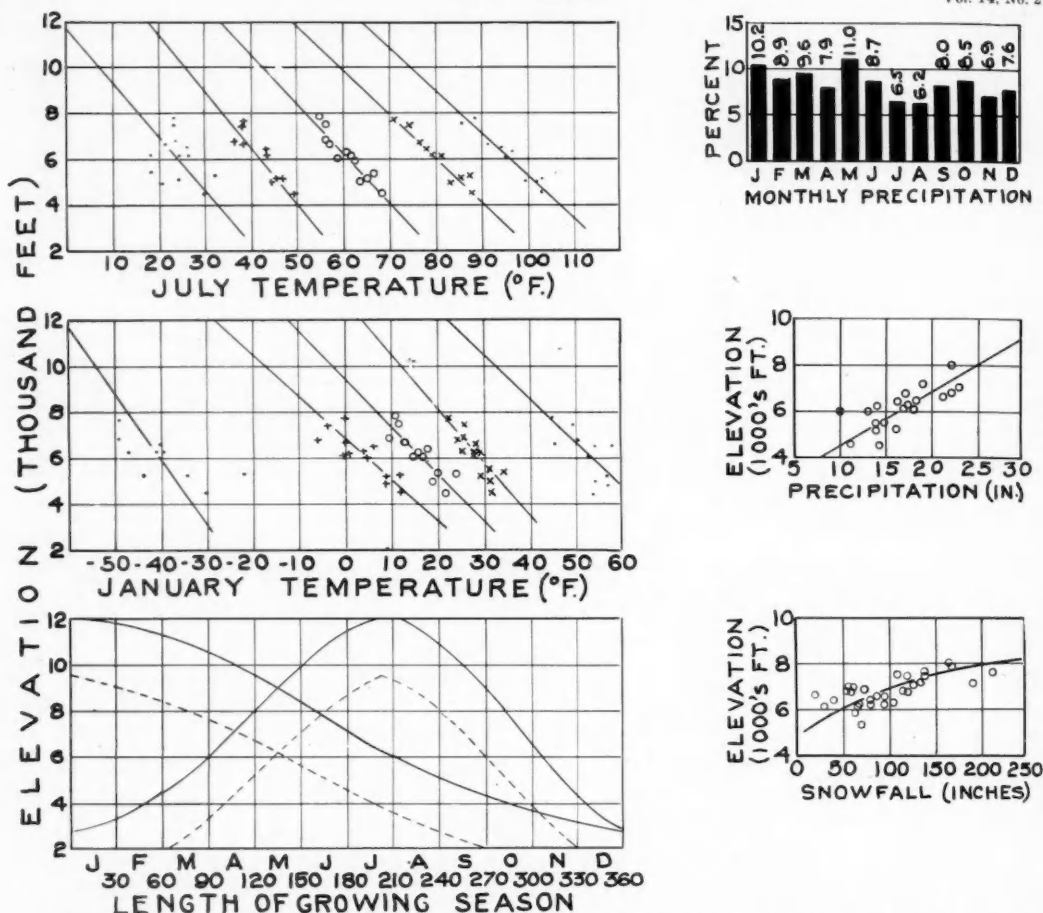 Vol. 14, No. 2
ELEVATION (THOUSAND FEET)
12
10
8
6
4
2
10 20 30 40 50 60 70 80 90 100 110
JULY TEMPERATURE (°F.)
12
10
8
6
4
2
-50 -40 -30 -20 -10 0 10 20 30 40 50 60
JANUARY TEMPERATURE (°F.)
12
10
8
6
4
2
J F M A M J J A S O N D
30 60 90 120 150 180 210 240 270 300 330 360
LENGTH OF GROWING SEASON
PERCENT
15
10
5
0
10.2 8.9 9.6 7.9 11.0 8.7 6.5 6.2 8.0 8.5 6.9 7.6
J F M A M J J A S O N D
MONTHLY PRECIPITATION
ELEVATION
(1000's FT.)
10
8
6
4
5 10 15 20 25 30
PRECIPITATION (IN.)
ELEVATION
(1000's FT.)
10
8
6
4
0 50 100 150 200 250
SNOWFALL (INCHES)